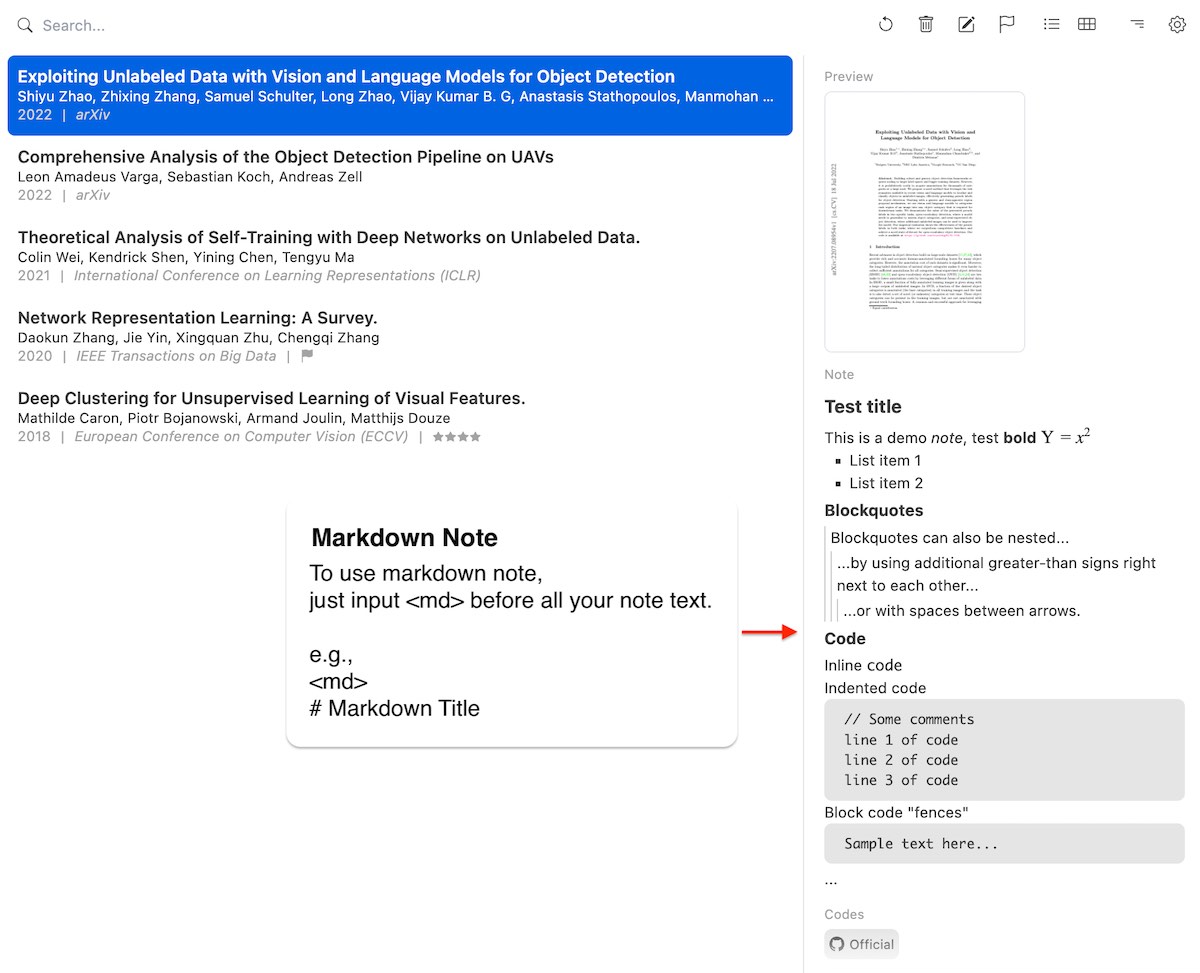 Search...
Exploiting Unlabeled Data with Vision and Language Models for Object Detection
Shiyu Zhao, Zhixing Zhang, Samuel Schulter, Long Zhao, Vijay Kumar B. G, Anastasis Stathopoulos, Manmohan ...
2022 | arXiv
Comprehensive Analysis of the Object Detection Pipeline on UAVs
Leon Amadeus Varga, Sebastian Koch, Andreas Zell
2022 | arXiv
Theoretical Analysis of Self-Training with Deep Networks on Unlabeled Data.
Colin Wei, Kendrick Shen, Yining Chen, Tengyu Ma
2021 | International Conference on Learning Representations (ICLR)
Network Representation Learning: A Survey.
Daokun Zhang, Jie Yin, Xingquan Zhu, Chengqi Zhang
2020 | IEEE Transactions on Big Data |
Deep Clustering for Unsupervised Learning of Visual Features.
Mathilde Caron, Piotr Bojanowski, Armand Joulin, Matthijs Douze
2018 | European Conference on Computer Vision (ECCV) | ★★★★
Markdown Note
To use markdown note,
just input <md> before all your note text.
e.g.,
<md>
# Markdown Title
Preview
Exploiting Unlabeled Data with Vision and
Language Models for Object Detection
1 Introduction
Note
Test title
This is a demo note, test bold Y = x²
List item 1
List item 2
Blockquotes
Blockquotes can also be nested...
...by using additional greater-than signs right
next to each other...
...or with spaces between arrows.
Code
Inline code
Indented code
// Some comments
line 1 of code
line 2 of code
line 3 of code
Block code "fences"
Sample text here...
...
Codes
Official